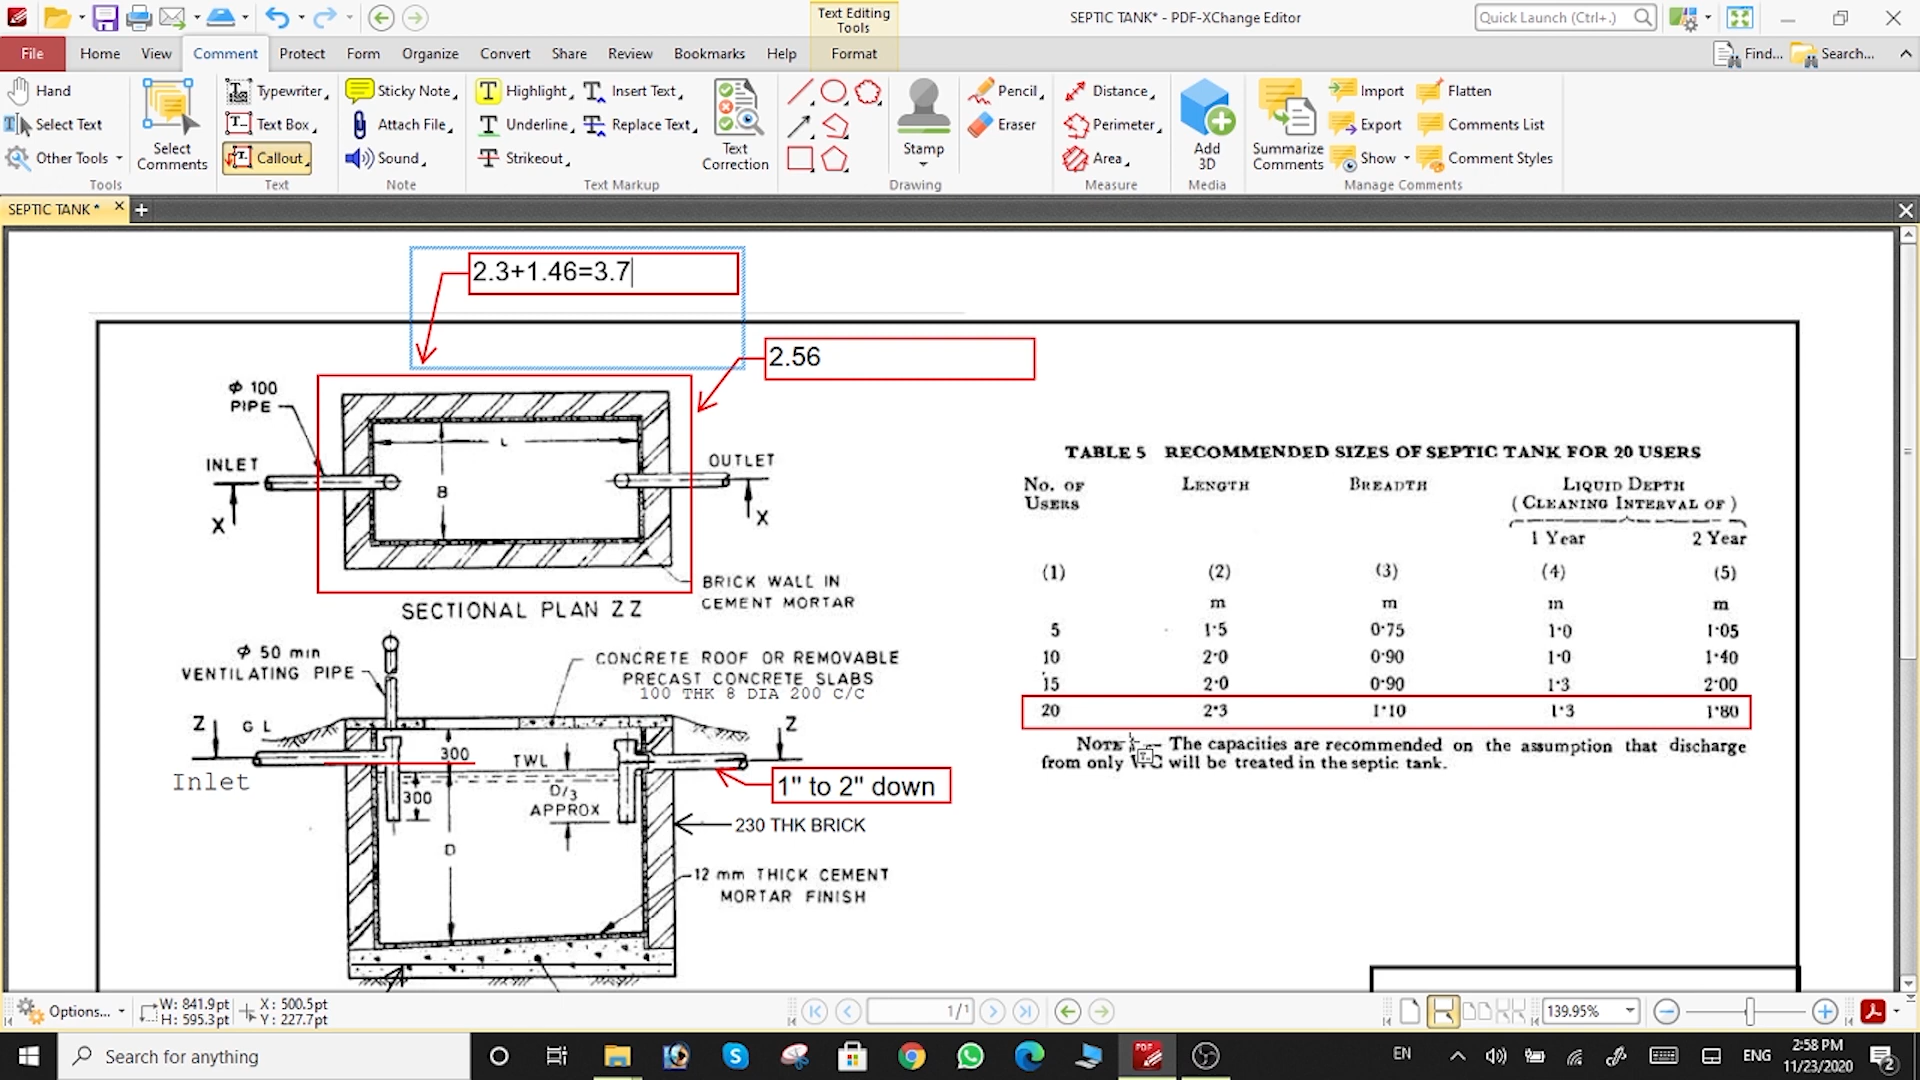 Text Editing
Tools
SEPTIC TANK* - PDF-XChange Editor
Quick Launch (Ctrl+.)
File
Home
View
Comment
Protect
Form
Organize
Convert
Share
Review
Bookmarks
Help
Format
Find...
Search...
Hand
Select Text
Other Tools
Tools
Select
Comments
Typewriter
Text Box
Callout
Text
Sticky Note
Attach File
Sound
Note
Highlight
Underline
Strikeout
Insert Text
Replace Text
Text Markup
Text
Correction
Stamp
Pencil
Eraser
Drawing
Distance
Perimeter
Area
Measure
Add
3D
Media
Summarize
Comments
Import
Export
Show
Flatten
Comments List
Comment Styles
Manage Comments
SEPTIC TANK *
2.3+1.46=3.7
2.56
ϕ 100
PIPE
INLET
OUTLET
L
B
X
X
BRICK WALL IN
CEMENT MORTAR
SECTIONAL PLAN ZZ
ϕ 50 min
VENTILATING PIPE
CONCRETE ROOF OR REMOVABLE
PRECAST CONCRETE SLABS
100 THK 8 DIA 200 C/C
Z
G L
Z
300
TWL
Inlet
300
D/3
APPROX
1" to 2" down
230 THK BRICK
D
12 mm THICK CEMENT
MORTAR FINISH
TABLE 5 RECOMMENDED SIZES OF SEPTIC TANK FOR 20 USERS
No. of Users
Length
Breadth
Liquid Depth
( Cleaning Interval of )
1 Year
2 Year
(1) (2) (3) (4) (5)
m m m m
5 1·5 0·75 1·0 1·05
10 2·0 0·90 1·0 1·40
15 2·0 0·90 1·3 2·00
20 2·3 1·10 1·3 1·80
Note — The capacities are recommended on the assumption that discharge
from only WC will be treated in the septic tank.
Options...
W: 841.9pt
H: 595.3pt
X : 500.5pt
Y : 227.7pt
1/1
139.95%
Search for anything
EN
ENG
2:58 PM
11/23/2020
2